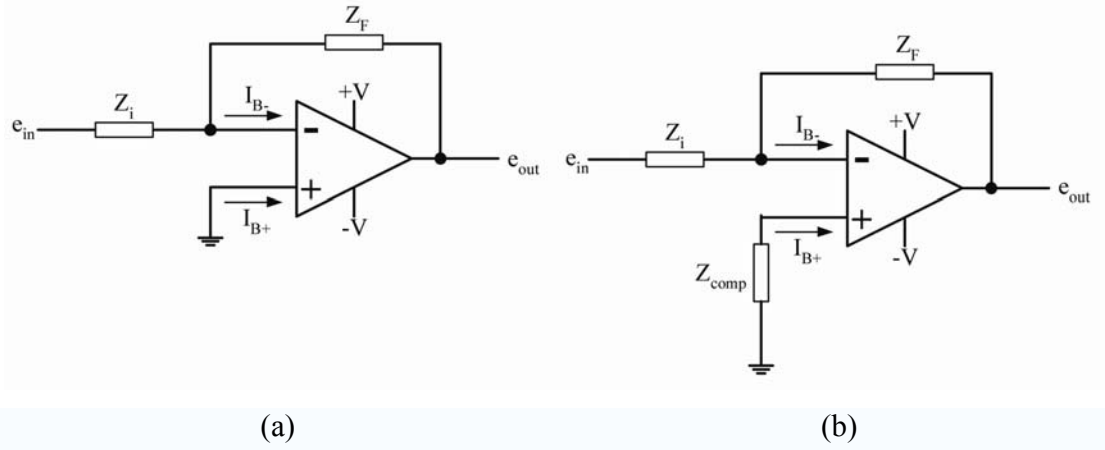 Z_F
Z_i
I_B-
+V
e_in
-
+
e_out
I_B+
-V
Z_F
Z_i
I_B-
+V
e_in
-
+
e_out
I_B+
-V
Z_comp
(a)
(b)